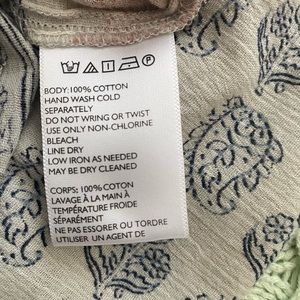 BODY:100% COTTON
HAND WASH COLD
SEPARATELY
DO NOT WRING OR TWIST
USE ONLY NON-CHLORINE
BLEACH
LINE DRY
LOW IRON AS NEEDED
MAY BE DRY CLEANED
CORPS: 100% COTON
LAVAGE À LA MAIN À
TEMPÉRATURE FROIDE
SÉPARÉMENT
NE PAS ESSORER OU TORDRE
UTILISER UN AGENT DE